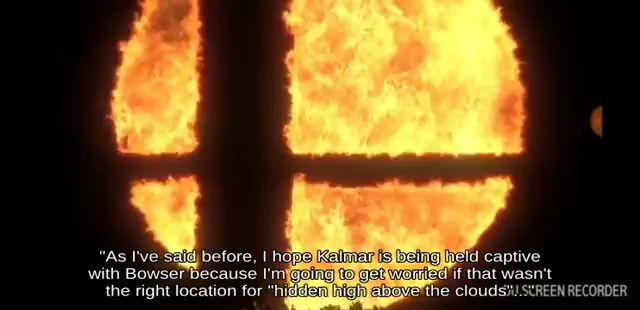 "As I've said before, I hope Kalmar is being held captive
with Bowser because I'm going to get worried if that wasn't
the right location for "hidden high above the clouds"
SCREEN RECORDER